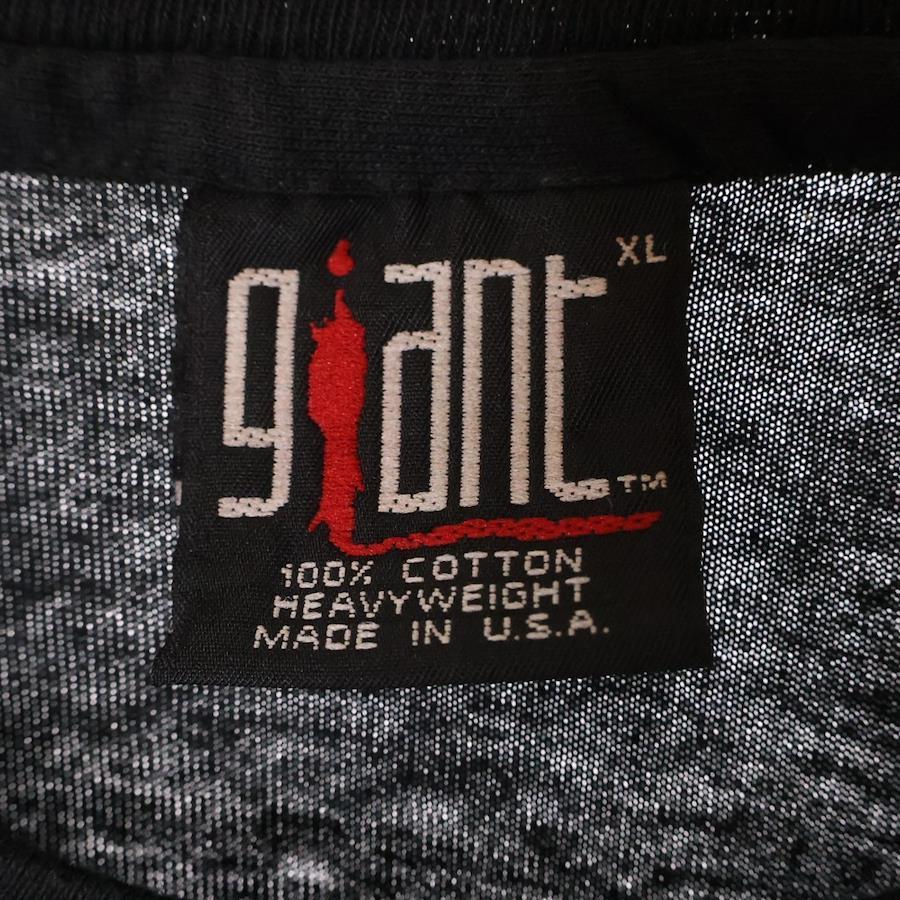 XL
giant
TM
100% COTTON
HEAVYWEIGHT
MADE IN U.S.A.